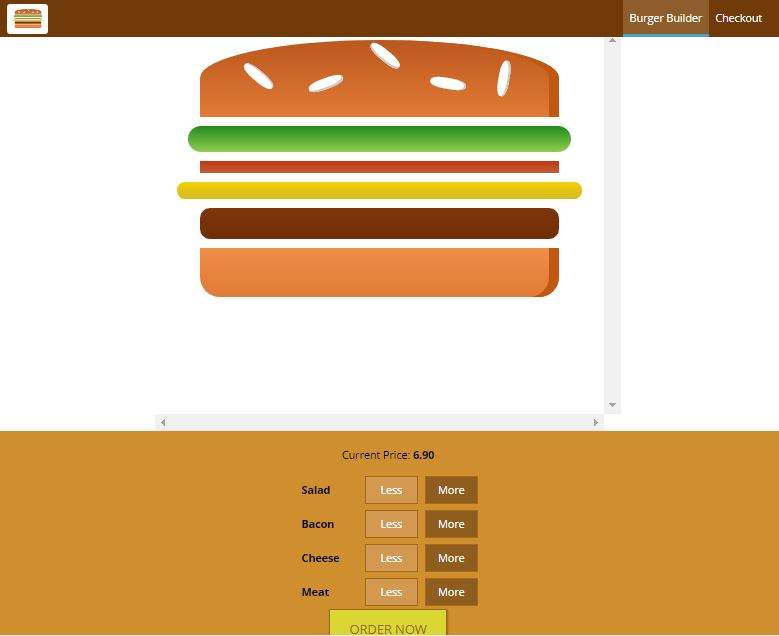 Burger Builder Checkout
Current Price: 6.90
Salad Less More
Bacon Less More
Cheese Less More
Meat Less More
ORDER NOW